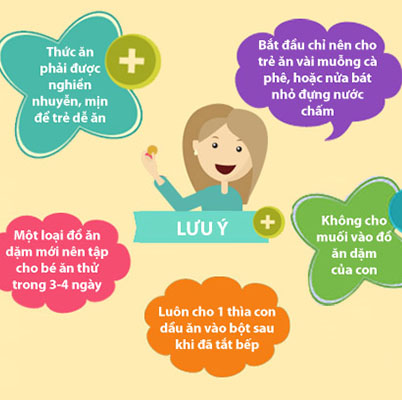 Thức ăn
phải được
nghiền
nhuyễn, mịn
để trẻ dễ ăn
Bắt đầu chỉ nên cho
trẻ ăn vài muỗng cà
phê, hoặc nửa bát
nhỏ đựng nước
chấm
LƯU Ý
Một loại đồ ăn
dặm mới nên tập
cho bé ăn thử
trong 3-4 ngày
Không cho
muối vào đồ
ăn dặm
của con
Luôn cho 1 thìa con
dầu ăn vào bột sau
khi đã tắt bếp